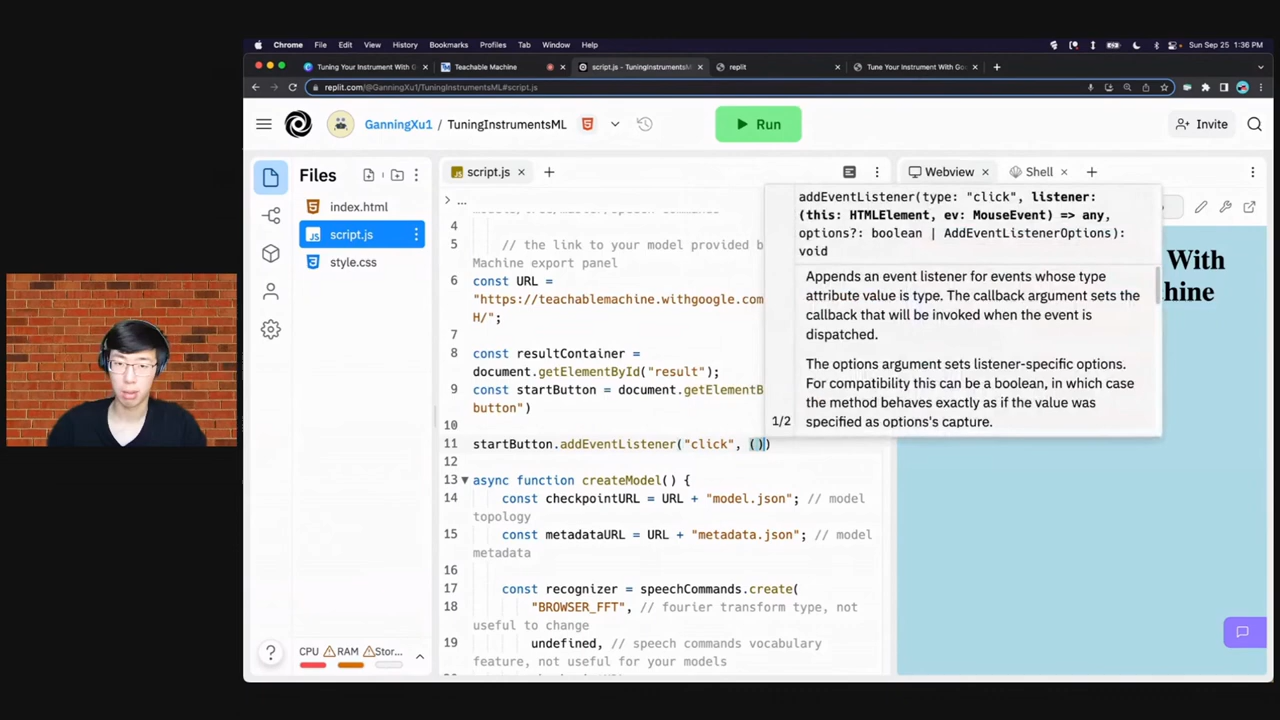 Chrome File Edit View History Bookmarks Profiles Tab Window Help
Sun Sep 25 1:36 PM
Tuning Your Instrument With G
Teachable Machine
script.js - TuningInstrumentsM
replit
Tune Your Instrument With Go
replit.com/@GanningXu1/TuningInstrumentsML#script.js
GanningXu1 / TuningInstrumentsML
Run
Invite
Files
index.html
script.js
style.css
script.js
Webview
Shell
...
4
5 // the link to your model provided b
Machine export panel
6 const URL =
"https://teachablemachine.withgoogle.com
H/";
7
8 const resultContainer =
document.getElementById("result");
9 const startButton = document.getElementB
button")
10
11 startButton.addEventListener("click", ())
12
13 async function createModel() {
14 const checkpointURL = URL + "model.json"; // model
topology
15 const metadataURL = URL + "metadata.json"; // model
metadata
16
17 const recognizer = speechCommands.create(
18 "BROWSER_FFT", // fourier transform type, not
useful to change
19 undefined, // speech commands vocabulary
feature, not useful for your models
addEventListener(type: "click", listener:
(this: HTMLElement, ev: MouseEvent) => any,
options?: boolean | AddEventListenerOptions):
void
Appends an event listener for events whose type
attribute value is type. The callback argument sets the
callback that will be invoked when the event is
dispatched.
The options argument sets listener-specific options.
For compatibility this can be a boolean, in which case
the method behaves exactly as if the value was
specified as options's capture.
1/2
With
hine
CPU RAM Stor...
?